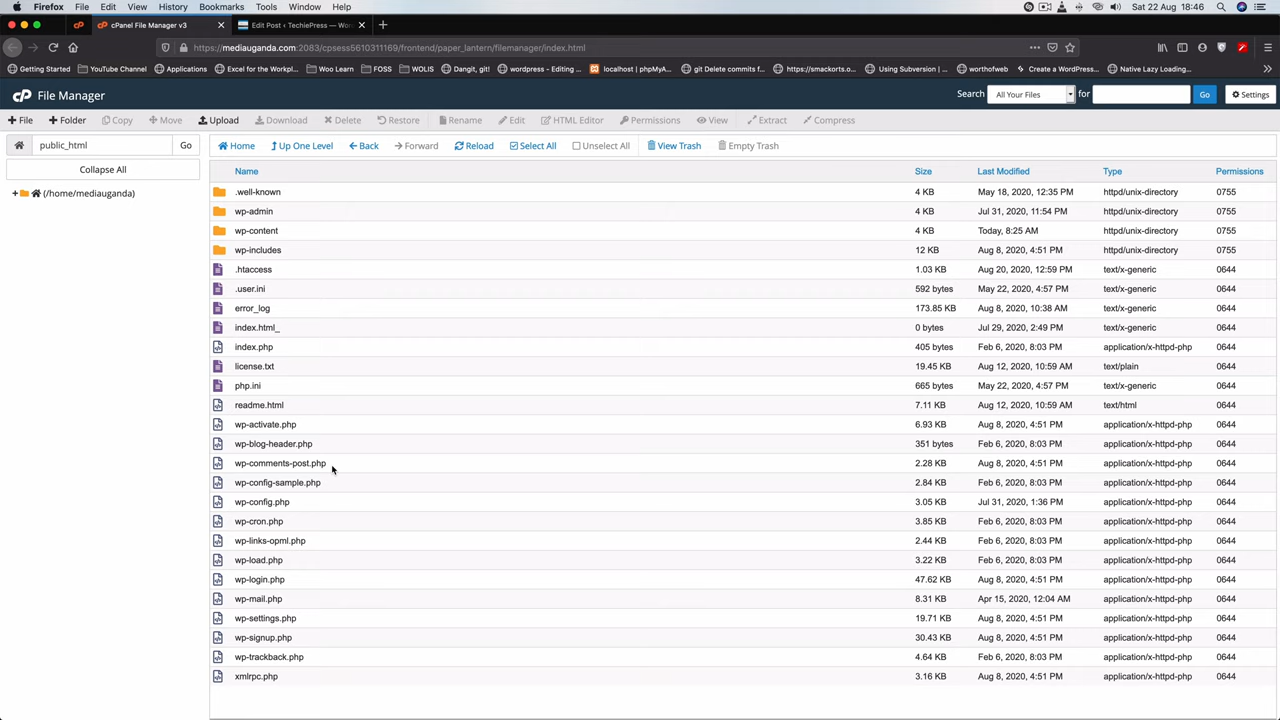 Firefox File Edit View History Bookmarks Tools Window Help Sat 22 Aug 18:46
cPanel File Manager v3 Edit Post ‹ TechiePress — Wor
https://mediauganda.com:2083/cpsess5610311169/frontend/paper_lantern/filemanager/index.html
Getting Started YouTube Channel Applications Excel for the Workpl... Woo Learn FOSS WOLIS Dangit, git! wordpress - Editing ... localhost | phpMyA... git Delete commits f... https://smackorts.o... Using Subversion | ... worthofweb Create a WordPress... Native Lazy Loading...
cP File Manager Search All Your Files for Go Settings
File Folder Copy Move Upload Download Delete Restore Rename Edit HTML Editor Permissions View Extract Compress
public_html Go Home Up One Level Back Forward Reload Select All Unselect All View Trash Empty Trash
Collapse All
(/home/mediauganda)
Name Size Last Modified Type Permissions
.well-known 4 KB May 18, 2020, 12:35 PM httpd/unix-directory 0755
wp-admin 4 KB Jul 31, 2020, 11:54 PM httpd/unix-directory 0755
wp-content 4 KB Today, 8:25 AM httpd/unix-directory 0755
wp-includes 12 KB Aug 8, 2020, 4:51 PM httpd/unix-directory 0755
.htaccess 1.03 KB Aug 20, 2020, 12:59 PM text/x-generic 0644
.user.ini 592 bytes May 22, 2020, 4:57 PM text/x-generic 0644
error_log 173.85 KB Aug 8, 2020, 10:38 AM text/x-generic 0644
index.html_ 0 bytes Jul 29, 2020, 2:49 PM text/x-generic 0644
index.php 405 bytes Feb 6, 2020, 8:03 PM application/x-httpd-php 0644
license.txt 19.45 KB Aug 12, 2020, 10:59 AM text/plain 0644
php.ini 665 bytes May 22, 2020, 4:57 PM text/x-generic 0644
readme.html 7.11 KB Aug 12, 2020, 10:59 AM text/html 0644
wp-activate.php 6.93 KB Aug 8, 2020, 4:51 PM application/x-httpd-php 0644
wp-blog-header.php 351 bytes Feb 6, 2020, 8:03 PM application/x-httpd-php 0644
wp-comments-post.php 2.28 KB Aug 8, 2020, 4:51 PM application/x-httpd-php 0644
wp-config-sample.php 2.84 KB Feb 6, 2020, 8:03 PM application/x-httpd-php 0644
wp-config.php 3.05 KB Jul 31, 2020, 1:36 PM application/x-httpd-php 0644
wp-cron.php 3.85 KB Feb 6, 2020, 8:03 PM application/x-httpd-php 0644
wp-links-opml.php 2.44 KB Feb 6, 2020, 8:03 PM application/x-httpd-php 0644
wp-load.php 3.22 KB Feb 6, 2020, 8:03 PM application/x-httpd-php 0644
wp-login.php 47.62 KB Aug 8, 2020, 4:51 PM application/x-httpd-php 0644
wp-mail.php 8.31 KB Apr 15, 2020, 12:04 AM application/x-httpd-php 0644
wp-settings.php 19.71 KB Aug 8, 2020, 4:51 PM application/x-httpd-php 0644
wp-signup.php 30.43 KB Aug 8, 2020, 4:51 PM application/x-httpd-php 0644
wp-trackback.php 4.64 KB Feb 6, 2020, 8:03 PM application/x-httpd-php 0644
xmlrpc.php 3.16 KB Aug 8, 2020, 4:51 PM application/x-httpd-php 0644